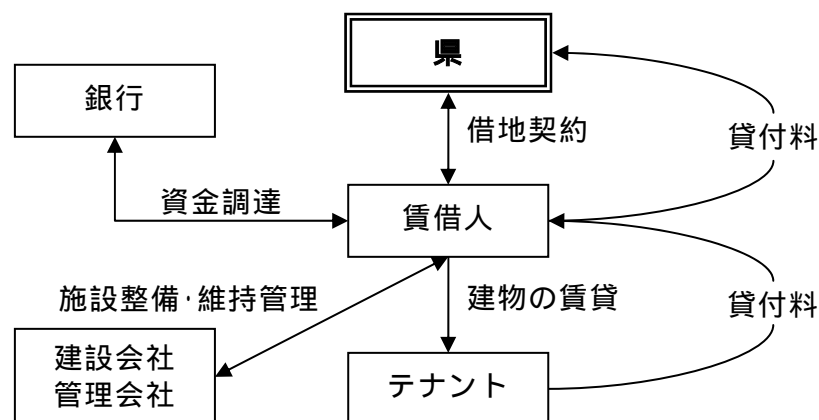 県
銀行
借地契約
貸付料
資金調達
賃借人
施設整備・維持管理
建物の賃貸
貸付料
建設会社
管理会社
テナント